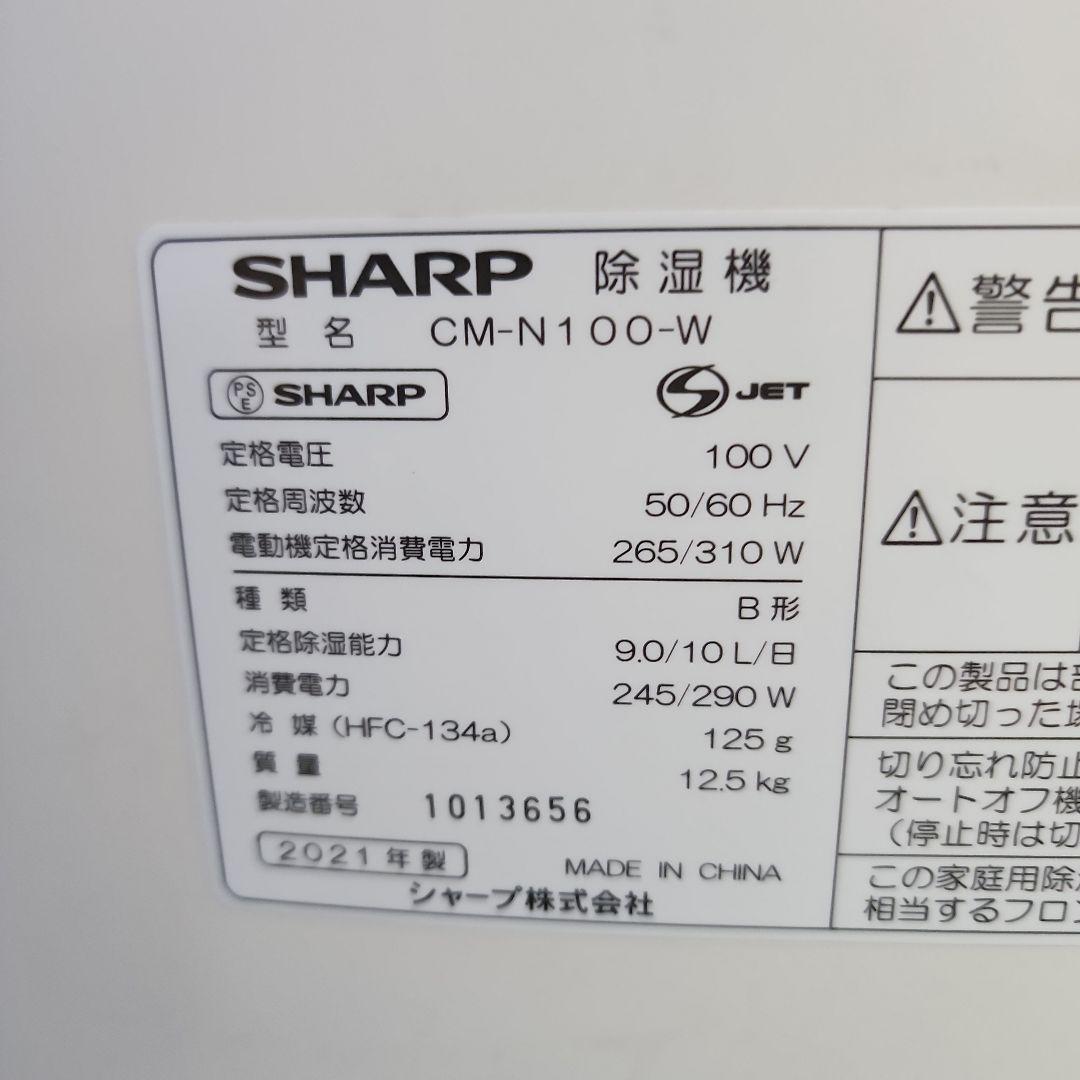 SHARP 除湿機
型名 CM-N100-W
PSE SHARP
S JET
定格電圧 100 V
定格周波数 50/60 Hz
電動機定格消費電力 265/310 W
種類 B形
定格除湿能力 9.0/10 L/日
消費電力 245/290 W
冷媒(HFC-134a) 125 g
質量 12.5 kg
製造番号 1013656
2021年製
MADE IN CHINA
シャープ株式会社
警告
注意
この製品は
閉め切った
切り忘れ防止
オートオフ機
(停止時は切
この家庭用除
相当するフロン